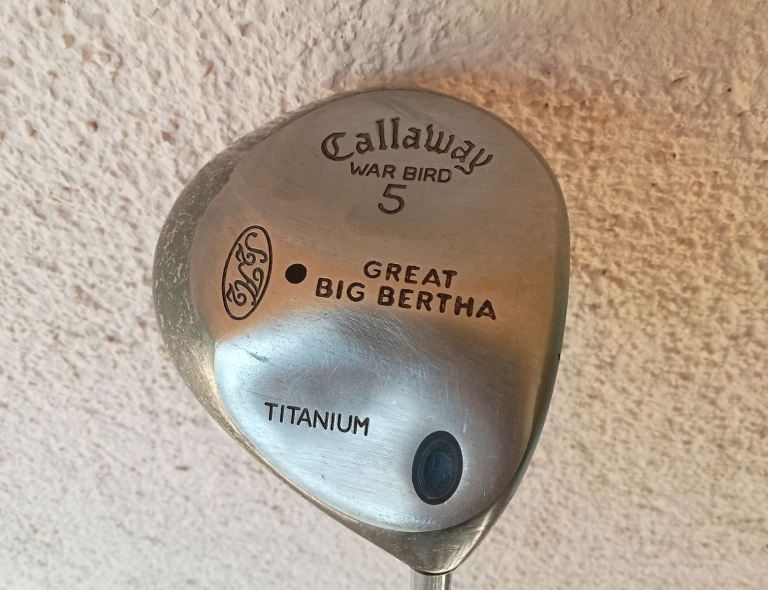 Callaway
WAR BIRD
5
GREAT
BIG BERTHA
TITANIUM